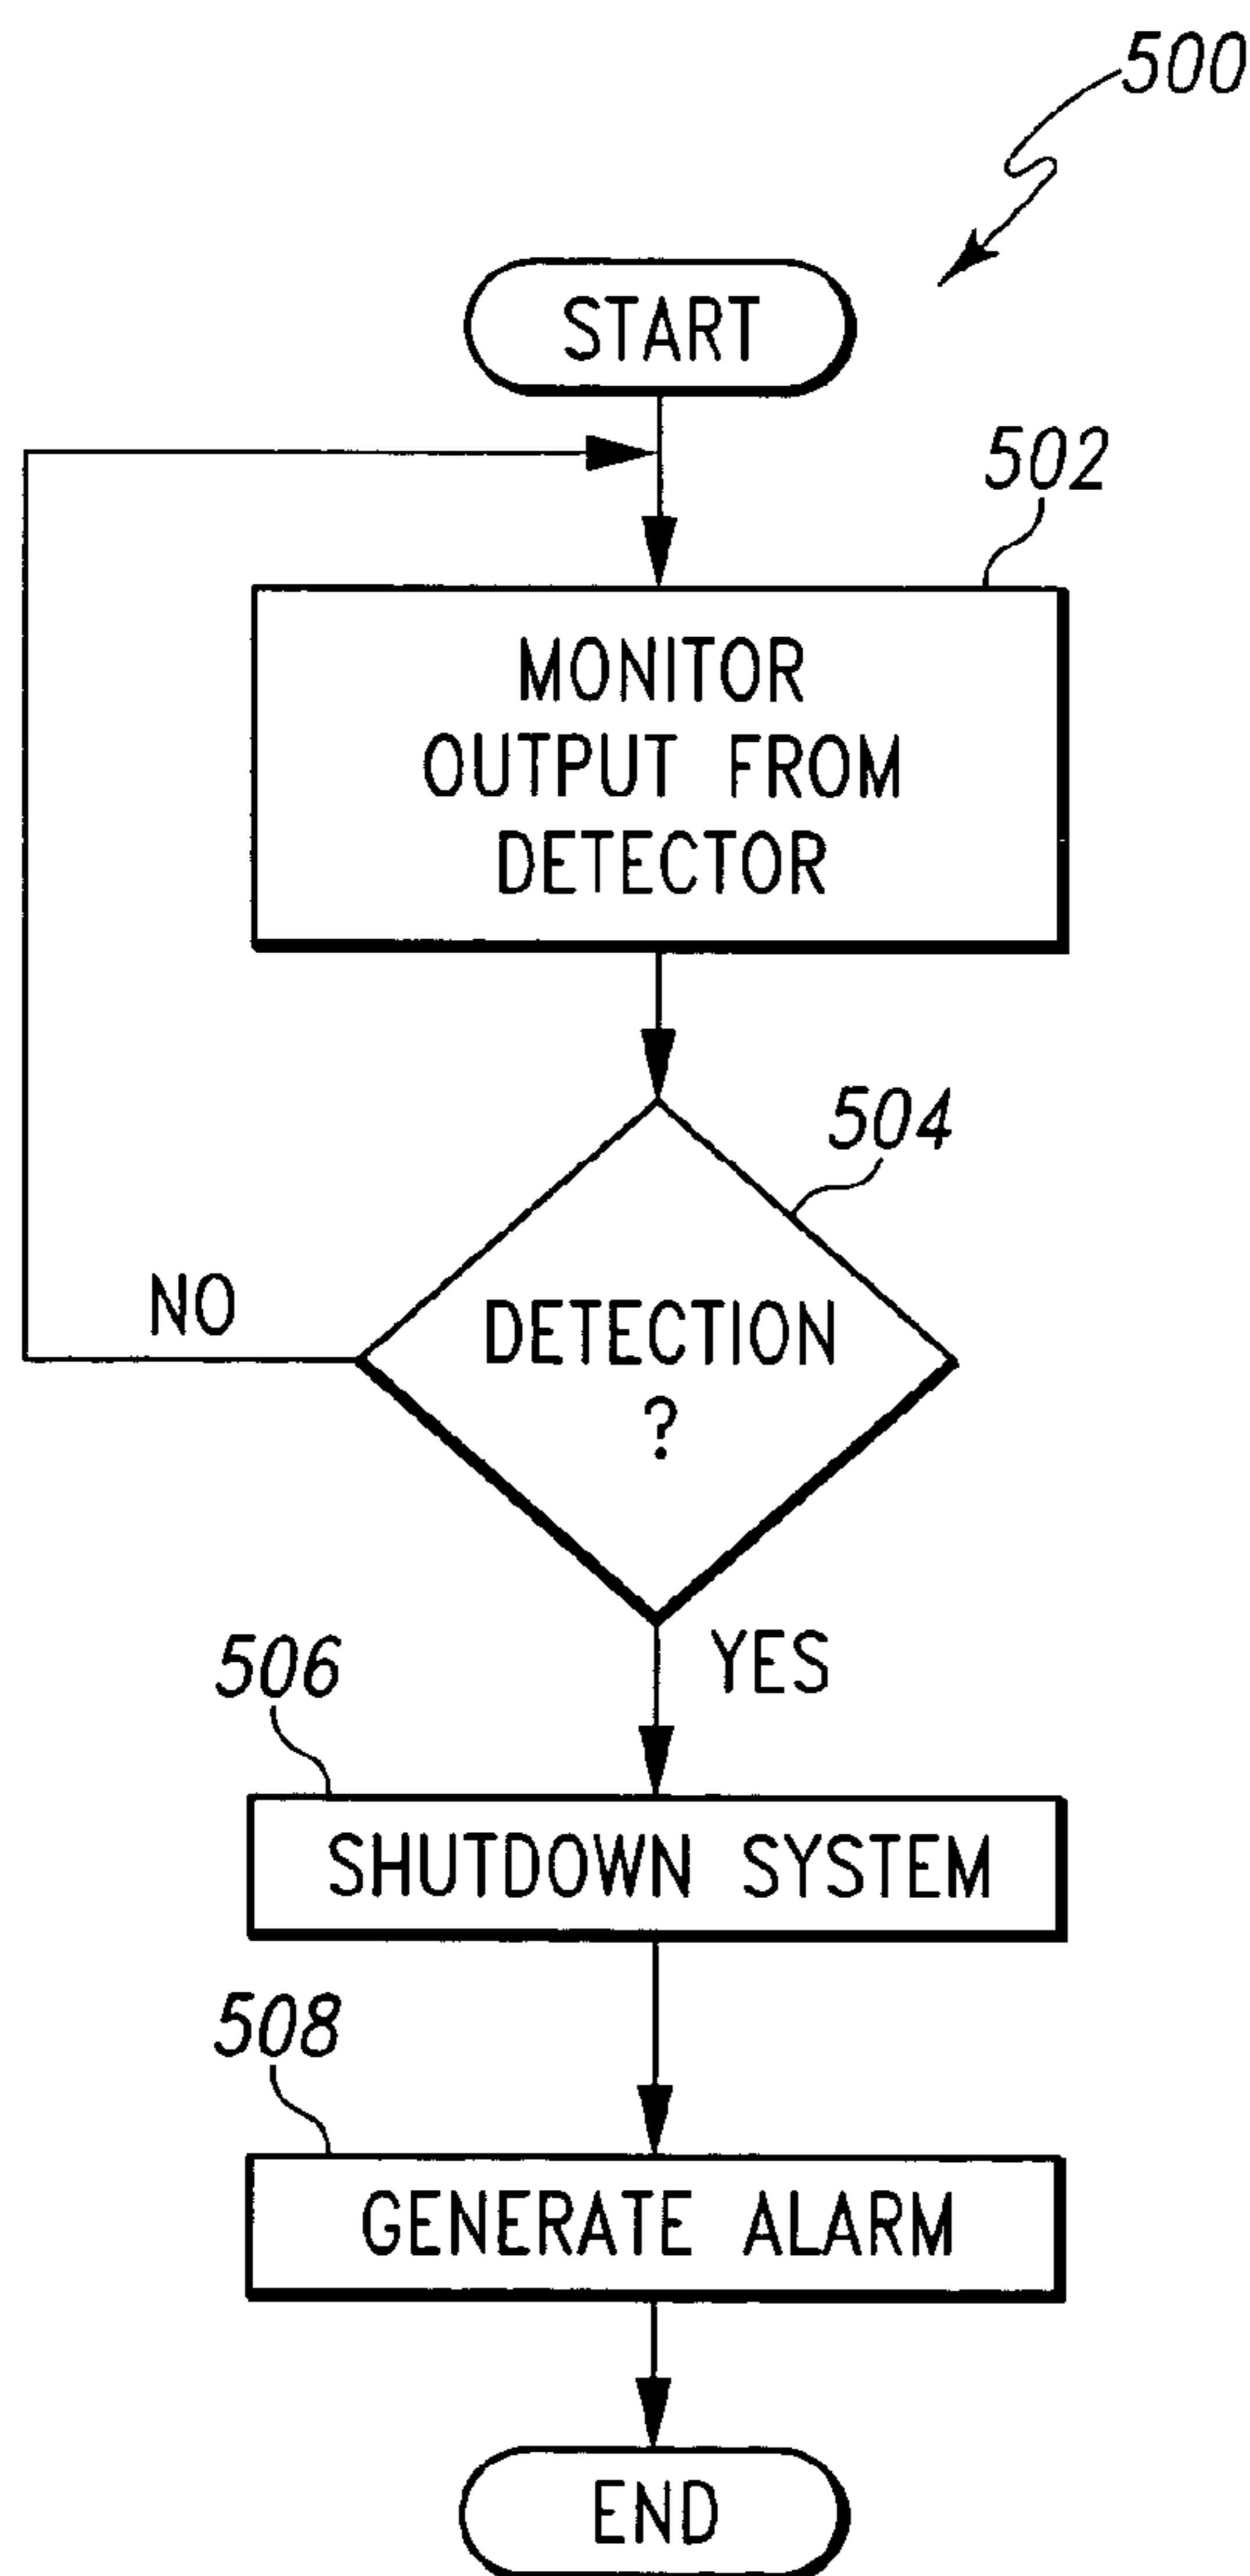 500
START
502
MONITOR
OUTPUT FROM
DETECTOR
504
NO
DETECTION
?
YES
506
SHUTDOWN SYSTEM
508
GENERATE ALARM
END